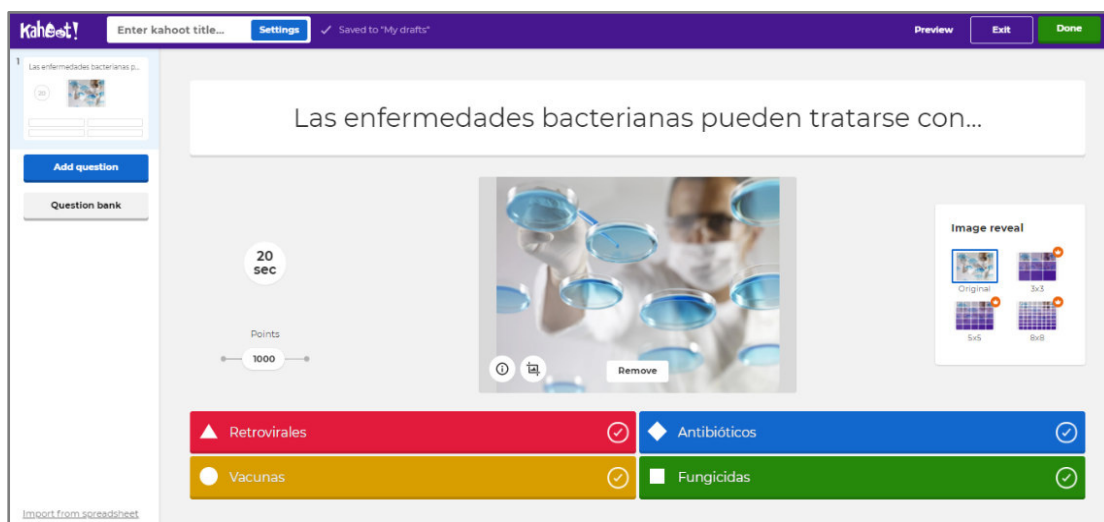 Kahoot!
Enter kahoot title...
Settings
Saved to "My drafts"
Preview
Exit
Done
1
Las enfermedades bacterianas p...
20
Add question
Question bank
Import from spreadsheet
Las enfermedades bacterianas pueden tratarse con...
20
sec
Points
1000
Remove
Image reveal
Original
3x3
5x5
8x8
Retrovirales
Antibióticos
Vacunas
Fungicidas